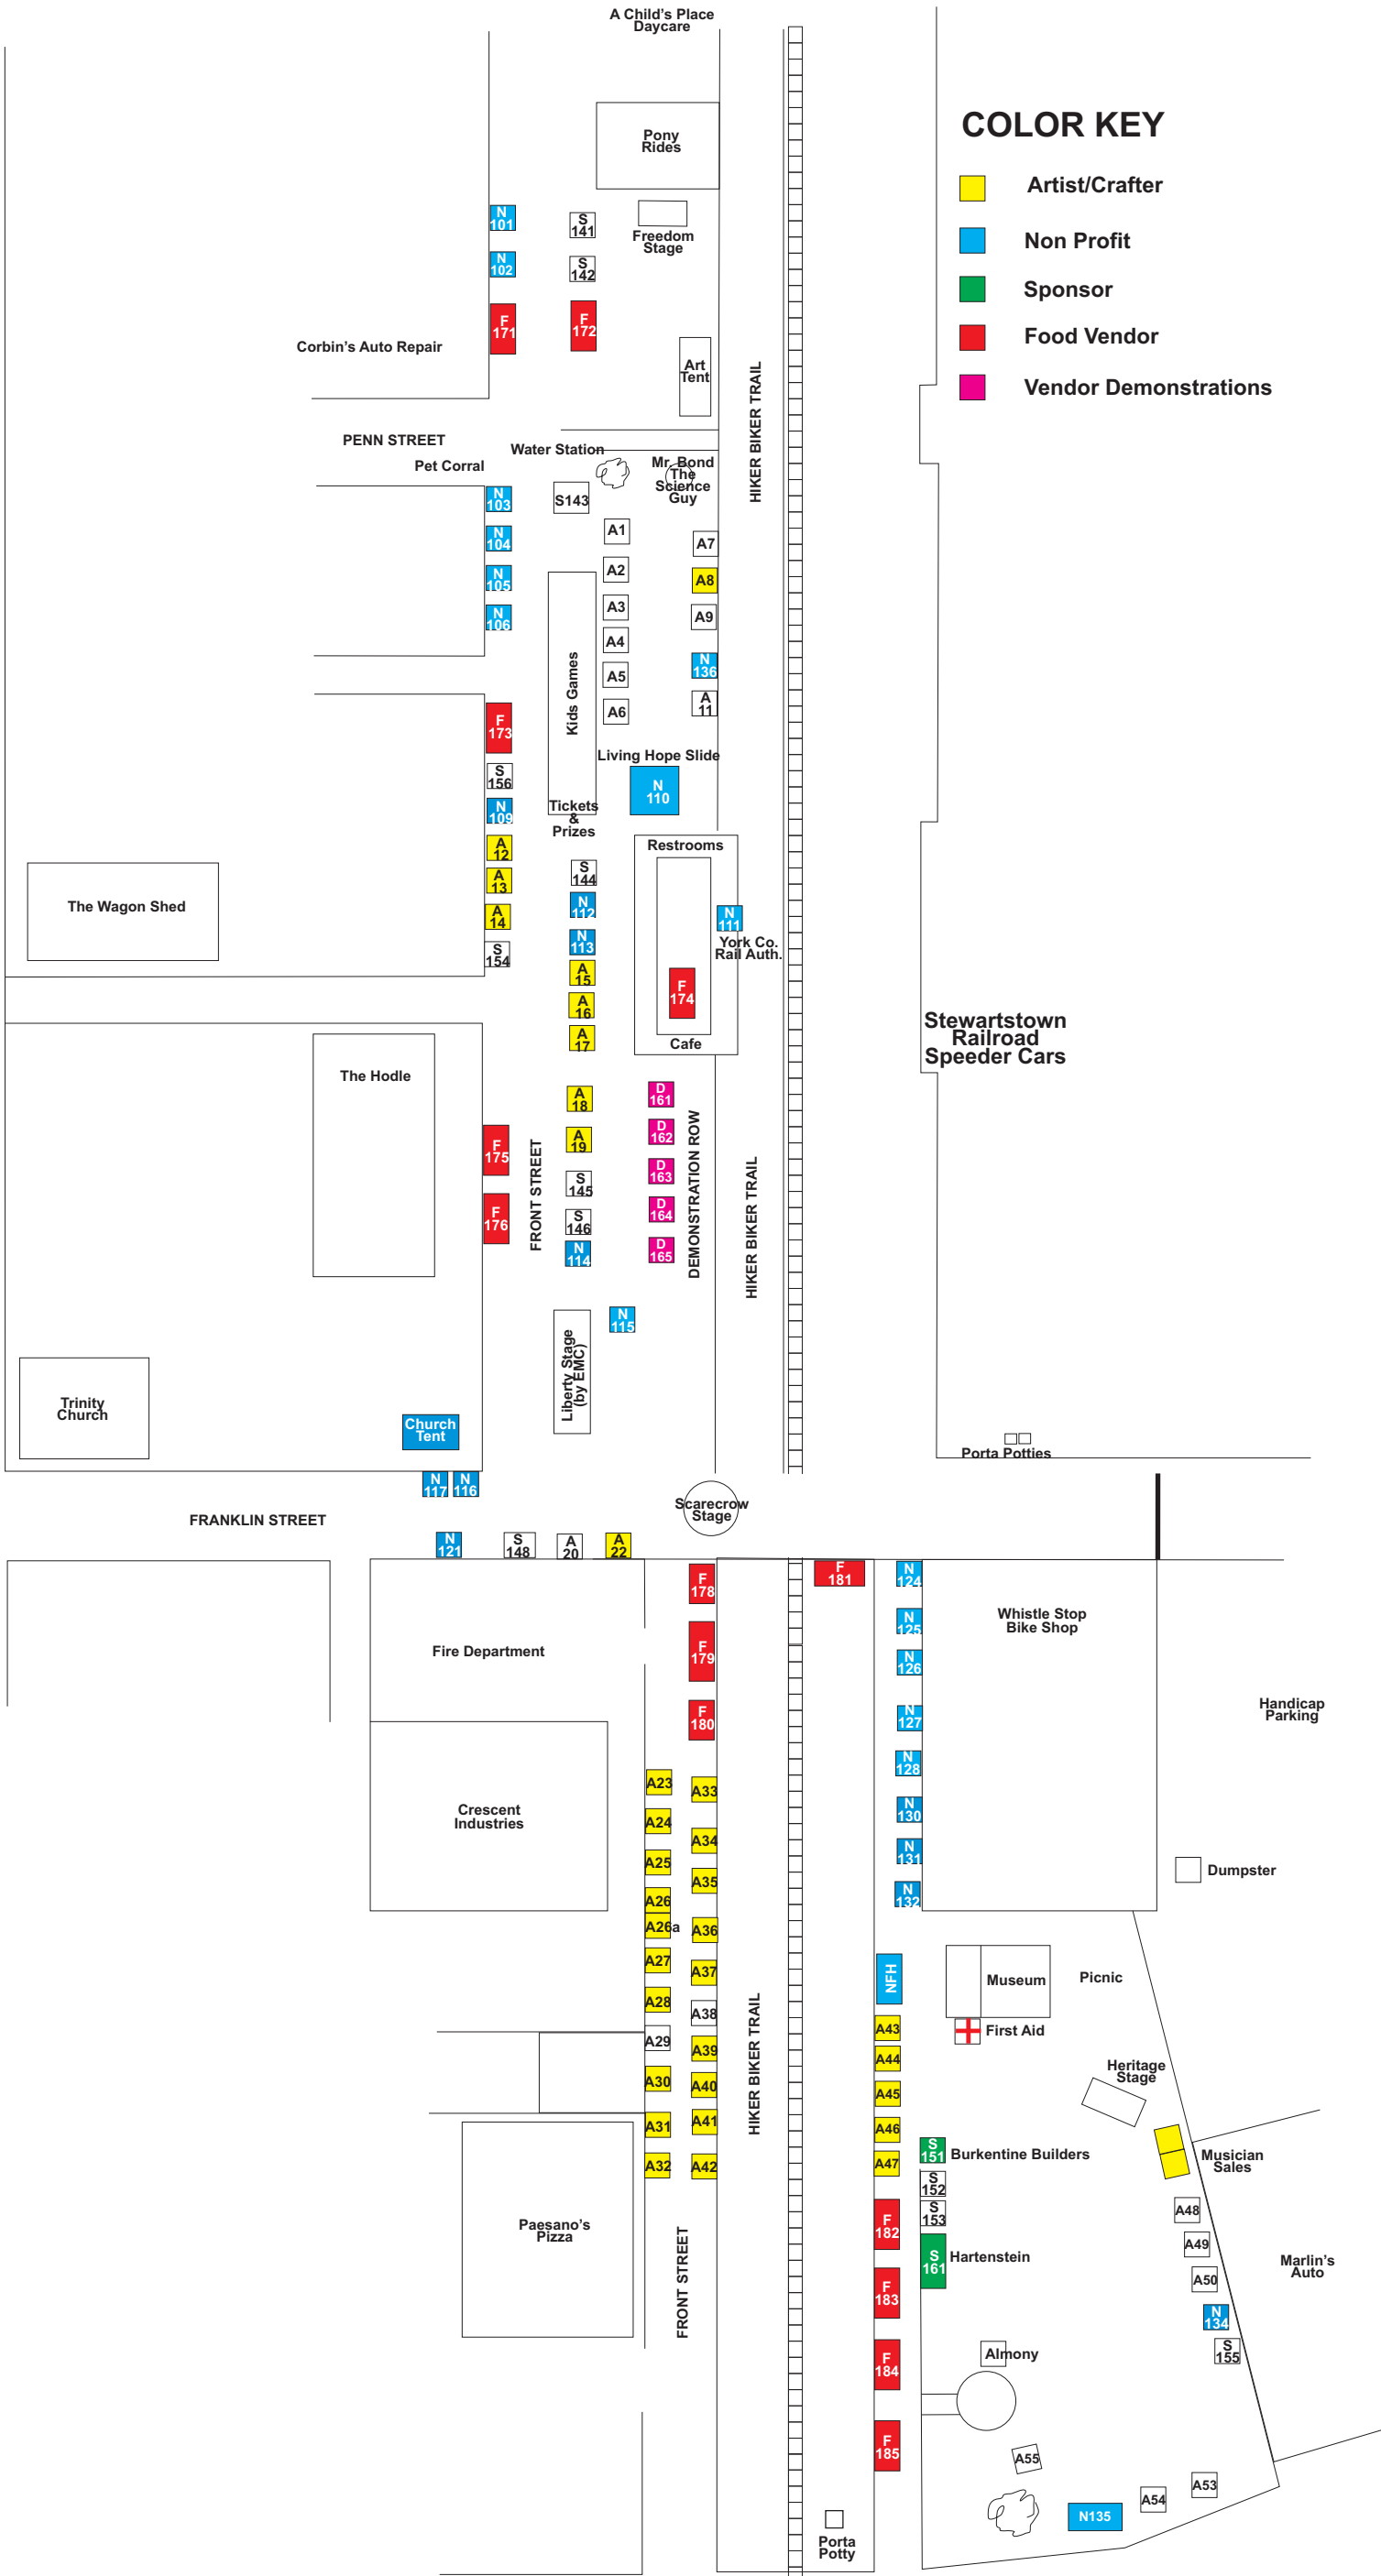 A Child's Place
Daycare
COLOR KEY
Artist/Crafter
Non Profit
Sponsor
Food Vendor
Vendor Demonstrations
Pony
Rides
N
101
S
141
Freedom
Stage
N
102
S
142
F
171
F
172
Corbin's Auto Repair
Art
Tent
HIKER BIKER TRAIL
PENN STREET
Water Station
Pet Corral
Mr. Bond
The
Science
Guy
N
103
S143
A1
N
104
A7
A2
N
105
A8
A3
N
106
A9
A4
N
136
A5
A
11
A6
Kids Games
F
173
Living Hope Slide
S
156
N
110
N
109
Tickets
&
Prizes
A
12
Restrooms
A
13
S
144
The Wagon Shed
A
14
N
112
N
111
York Co.
Rail Auth.
S
154
N
113
A
15
F
174
A
16
A
17
Cafe
Stewartstown
Railroad
Speeder Cars
The Hodle
A
18
D
161
A
19
D
162
F
175
S
145
D
163
F
176
S
146
D
164
N
114
D
165
FRONT STREET
DEMONSTRATION ROW
HIKER BIKER TRAIL
N
115
Liberty Stage
(by EMC)
Trinity
Church
Church
Tent
Porta Potties
N
117
N
116
Scarecrow
Stage
FRANKLIN STREET
N
121
S
148
A
20
A
22
F
178
F
181
N
124
Whistle Stop
Bike Shop
N
125
Fire Department
F
179
N
126
Handicap
Parking
F
180
N
127
N
128
A23
A33
Crescent
Industries
A24
N
130
A34
A25
N
131
A35
Dumpster
A26
N
132
A26a
A36
A27
A37
NFH
Museum
Picnic
A28
A38
A43
First Aid
A29
A39
A44
Heritage
Stage
A30
A40
A45
A31
A41
A46
S
151
Burkentine Builders
Musician
Sales
A32
A42
A47
S
152
HIKER BIKER TRAIL
Paesano's
Pizza
F
182
S
153
A48
A49
S
161
Hartenstein
Marlin's
Auto
A50
FRONT STREET
F
183
N
134
F
184
Almony
S
155
F
185
A55
A53
A54
N135
Porta
Potty